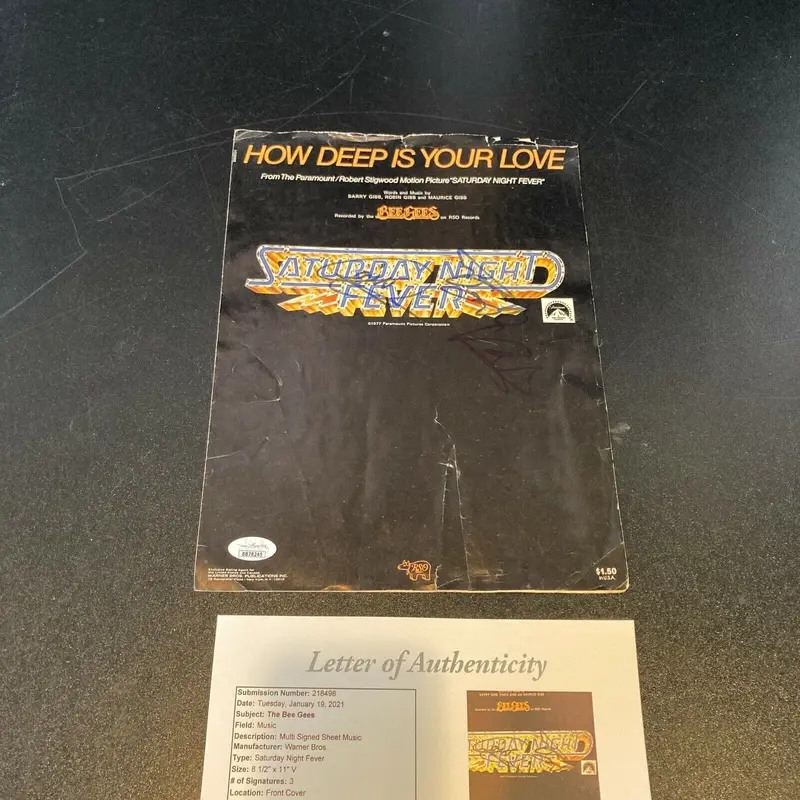 HOW DEEP IS YOUR LOVE
From The Paramount/Robert Stigwood Motion Picture "SATURDAY NIGHT FEVER"
Words and Music by
BARRY GIBB, ROBIN GIBB and MAURICE GIBB
Recorded by the BEE GEES on RSO Records
SATURDAY NIGHT
FEVER
©1977 Paramount Pictures Corporation
BB78245
WARNER BROS. PUBLICATIONS INC.
RSO
$1.50
IN U.S.A.
Letter of Authenticity
Submission Number: 218498
Date: Tuesday, January 19, 2021
Subject: The Bee Gees
Field: Music
Description: Multi Signed Sheet Music
Manufacturer: Warner Bros.
Type: Saturday Night Fever
Size: 8 1/2" x 11" V
# of Signatures: 3
Location: Front Cover
BEE GEES
SATURDAY NIGHT
FEVER